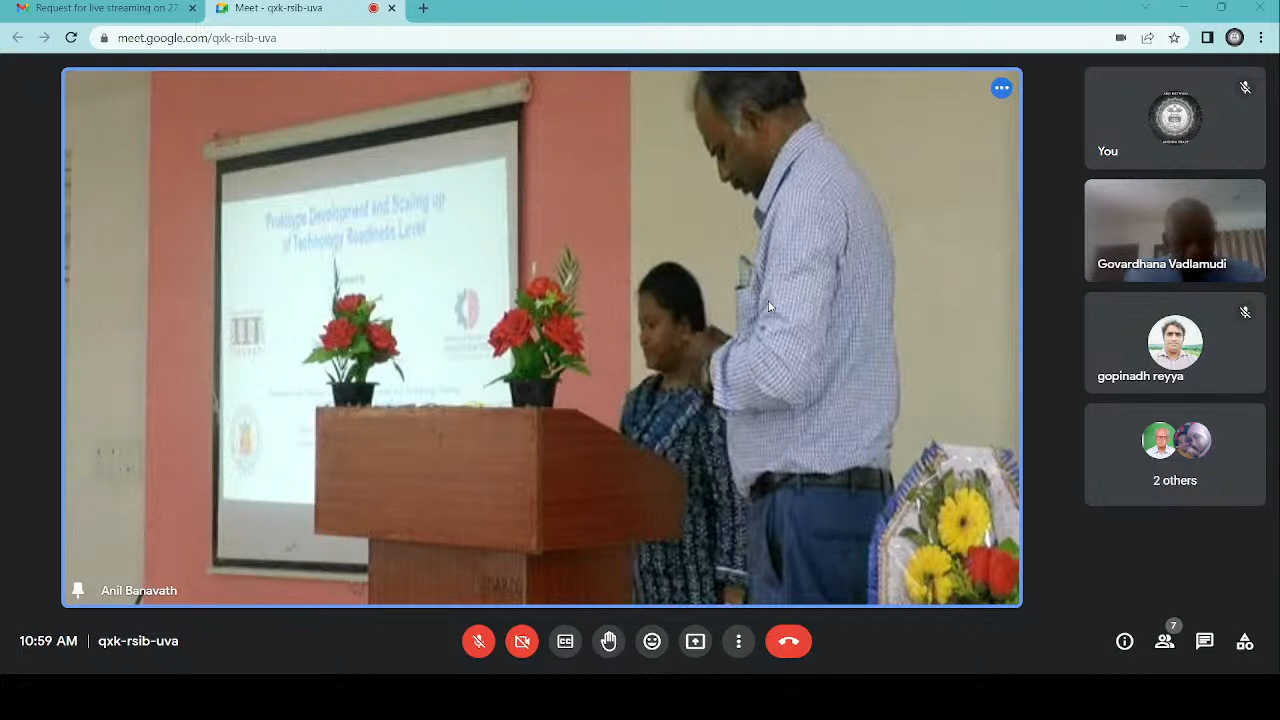 Request for live streaming on 27
Meet - qxk-rsib-uva
meet.google.com/qxk-rsib-uva
Prototype Development and Scaling up
of Technology Readiness Level
You
Govardhana Vadlamudi
gopinadh reyya
2 others
Anil Banavath
10:59 AM | qxk-rsib-uva
7